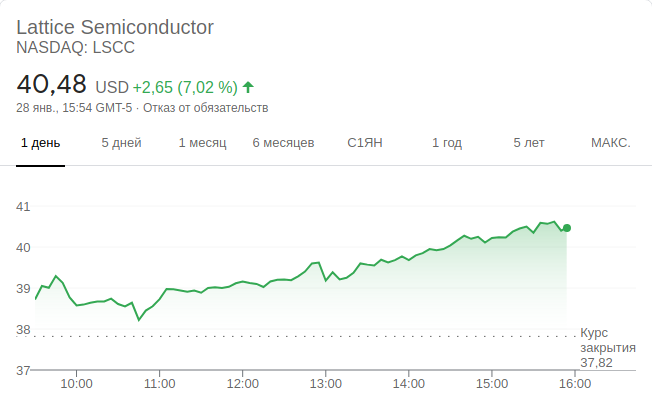 Lattice Semiconductor
NASDAQ: LSCC
40,48 USD +2,65 (7,02 %)
28 янв., 15:54 GMT-5 · Отказ от обязательств
1 день 5 дней 1 месяц 6 месяцев С1ЯН 1 год 5 лет МАКС.
41
40
39
38
Курс
закрытия
37,82
37
10:00 11:00 12:00 13:00 14:00 15:00 16:00